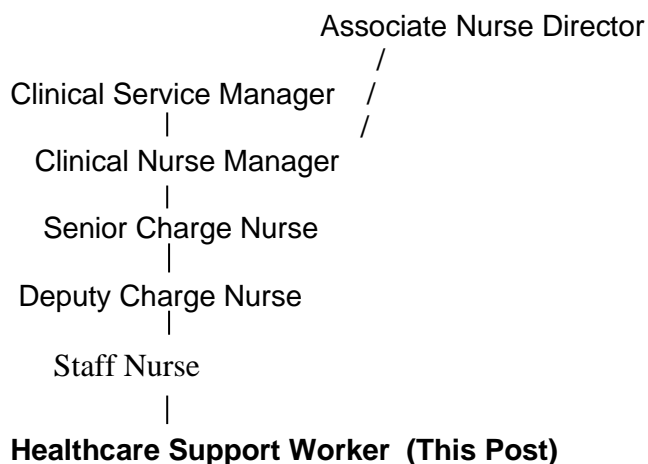 Associate Nurse Director
/
Clinical Service Manager /
| /
Clinical Nurse Manager
|
Senior Charge Nurse
|
Deputy Charge Nurse
|
Staff Nurse
|
Healthcare Support Worker (This Post)